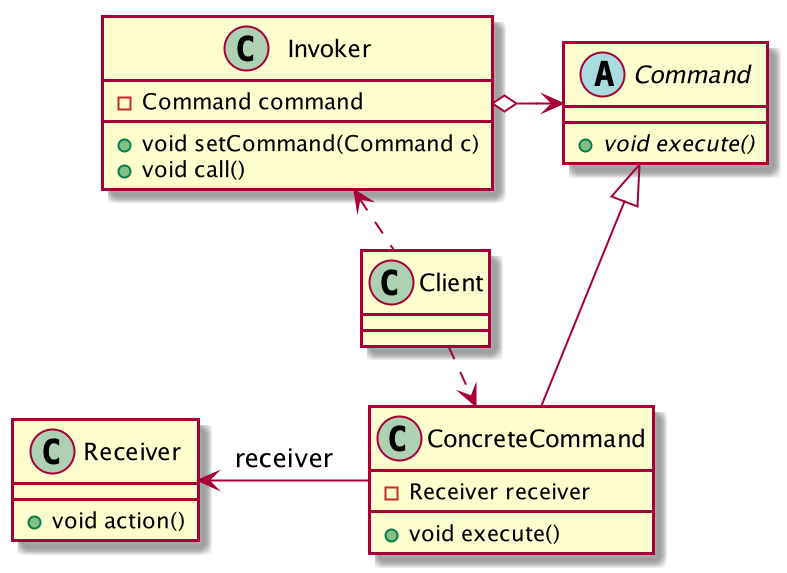 C Invoker
Command command
void setCommand(Command c)
void call()
A Command
void execute()
C Client
C Receiver
void action()
receiver
C ConcreteCommand
Receiver receiver
void execute()